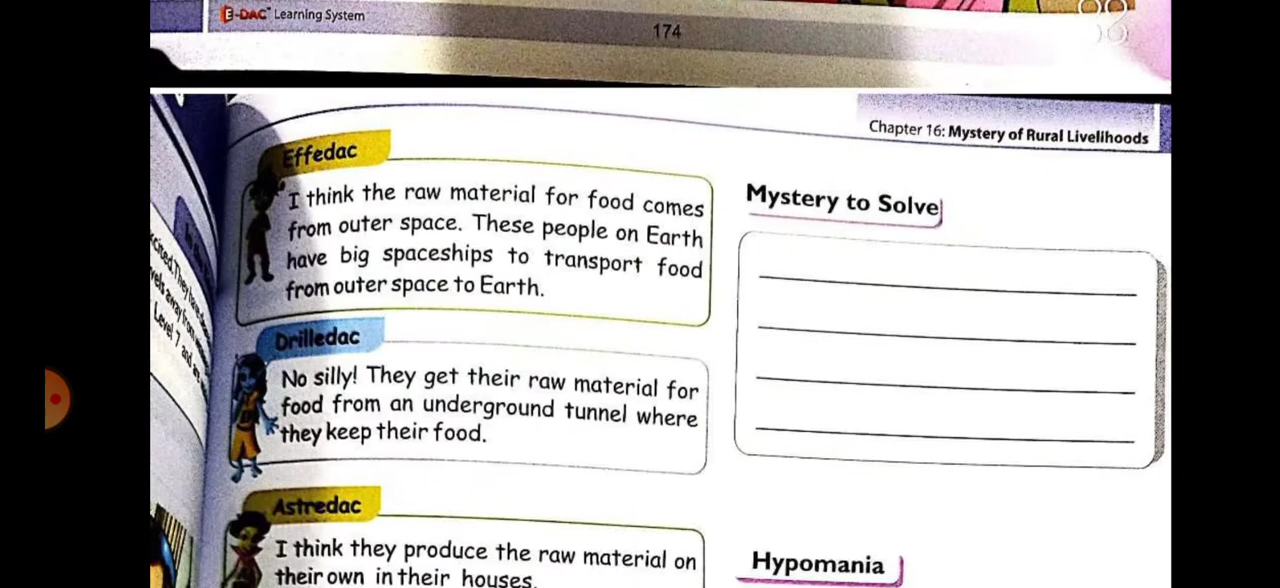 E-DAC Learning System
174
Chapter 16: Mystery of Rural Livelihoods
Effedac
I think the raw material for food comes
from outer space. These people on Earth
have big spaceships to transport food
from outer space to Earth.
Drilledac
No silly! They get their raw material for
food from an underground tunnel where
they keep their food.
Astredac
I think they produce the raw material on
their own in their houses.
Mystery to Solve
Hypomania
Level 7 and